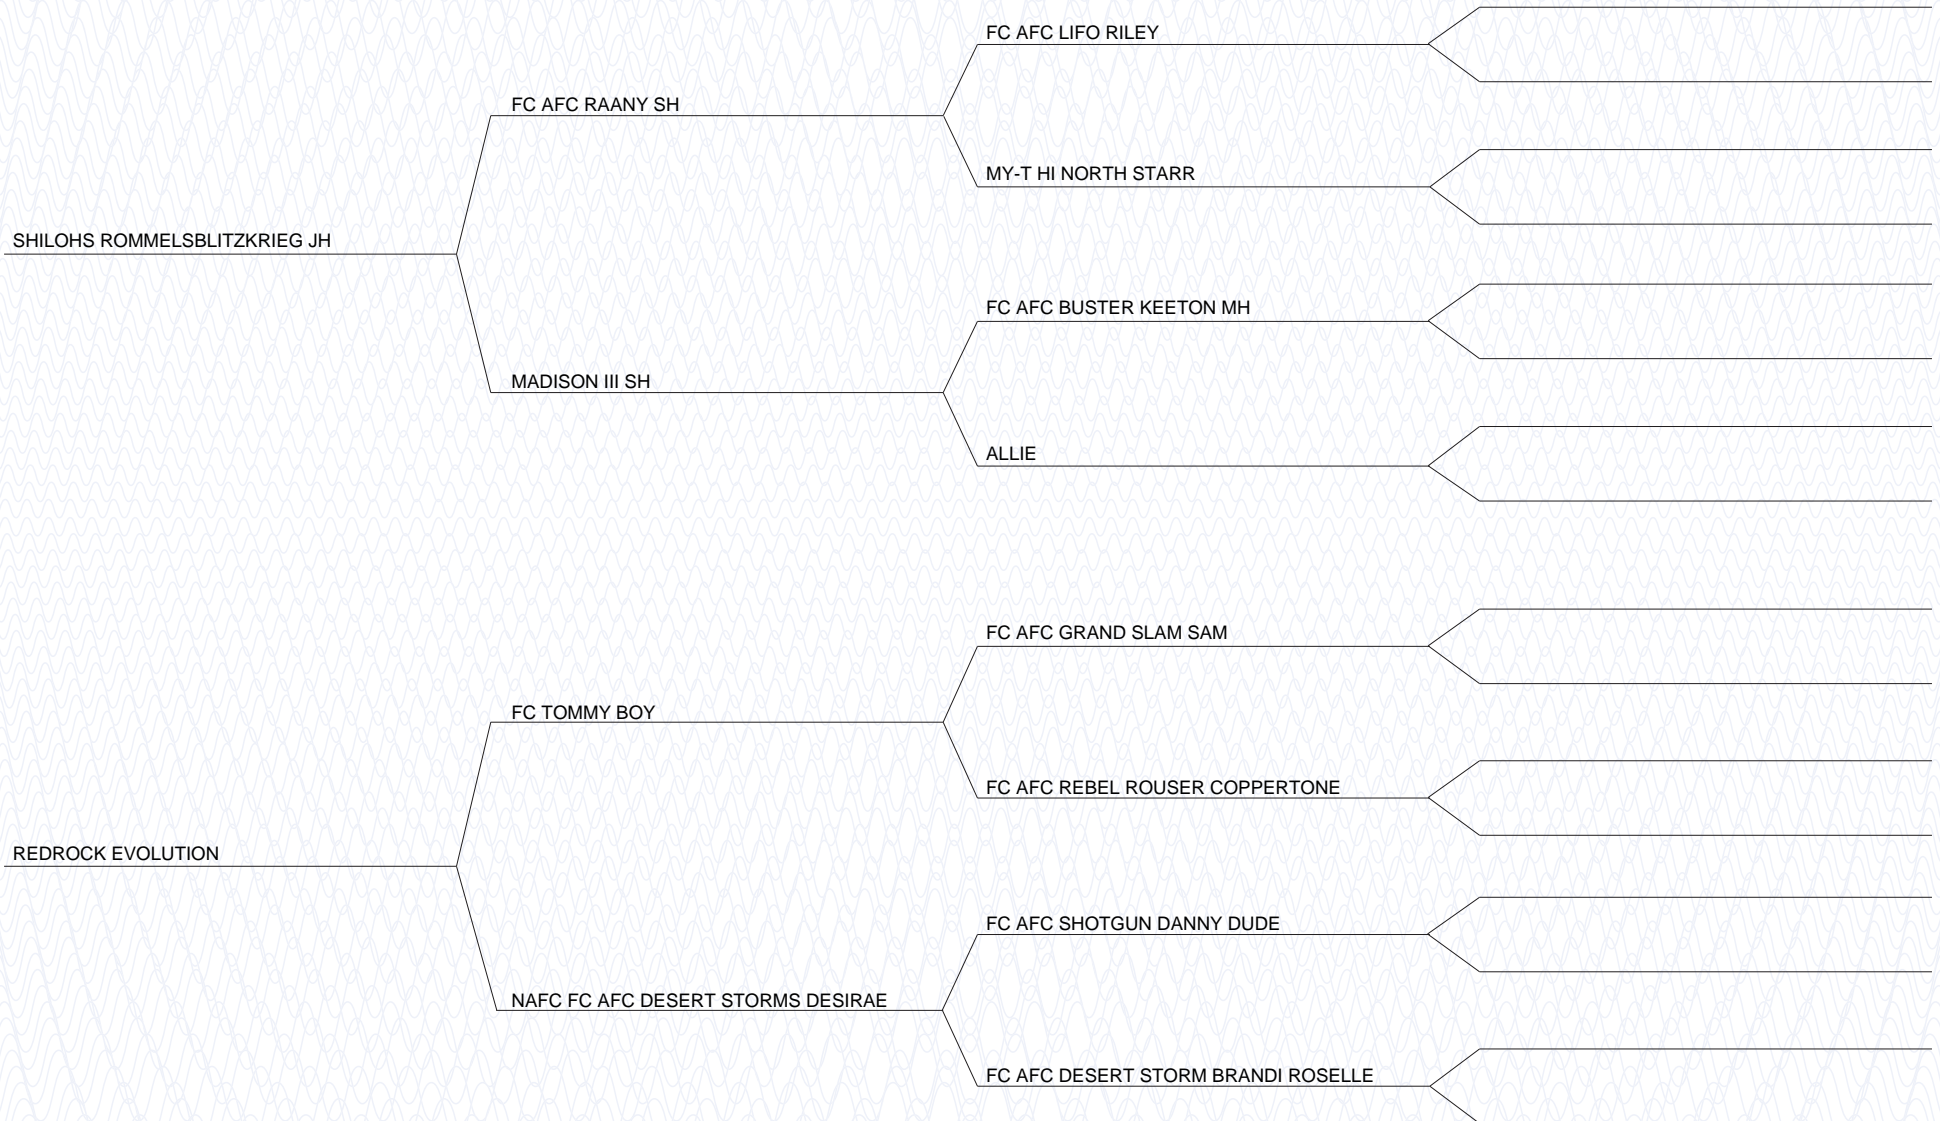 FC AFC LIFO RILEY
FC AFC RAANY SH
MY-T HI NORTH STARR
SHILOHS ROMMELSBLITZKRIEG JH
FC AFC BUSTER KEETON MH
MADISON III SH
ALLIE
FC AFC GRAND SLAM SAM
FC TOMMY BOY
FC AFC REBEL ROUSER COPPERTONE
REDROCK EVOLUTION
FC AFC SHOTGUN DANNY DUDE
NAFC FC AFC DESERT STORMS DESIRAE
FC AFC DESERT STORM BRANDI ROSELLE